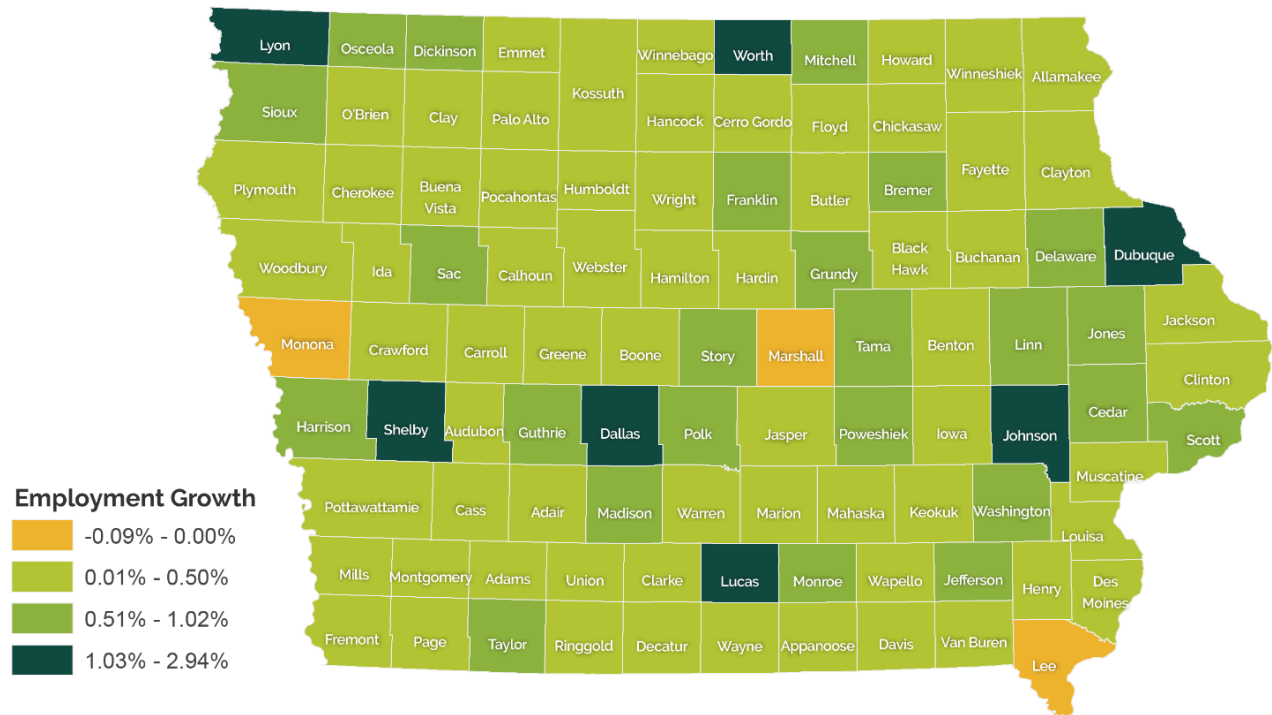 Lyon
Osceola
Dickinson
Emmet
Kossuth
Winnebago
Worth
Mitchell
Howard
Winneshiek
Allamakee
Sioux
O'Brien
Clay
Palo Alto
Hancock
Cerro Gordo
Floyd
Chickasaw
Plymouth
Cherokee
Buena
Vista
Pocahontas
Humboldt
Wright
Franklin
Butler
Bremer
Fayette
Clayton
Woodbury
Ida
Sac
Calhoun
Webster
Hamilton
Hardin
Grundy
Black
Hawk
Buchanan
Delaware
Dubuque
Monona
Crawford
Carroll
Greene
Boone
Story
Marshall
Tama
Benton
Linn
Jones
Jackson
Clinton
Harrison
Shelby
Audubon
Guthrie
Dallas
Polk
Jasper
Poweshiek
Iowa
Johnson
Cedar
Scott
Muscatine
Pottawattamie
Cass
Adair
Madison
Warren
Marion
Mahaska
Keokuk
Washington
Louisa
Mills
Montgomery
Adams
Union
Clarke
Lucas
Monroe
Wapello
Jefferson
Henry
Des
Moines
Fremont
Page
Taylor
Ringgold
Decatur
Wayne
Appanoose
Davis
Van Buren
Lee
Employment Growth
-0.09% - 0.00%
0.01% - 0.50%
0.51% - 1.02%
1.03% - 2.94%